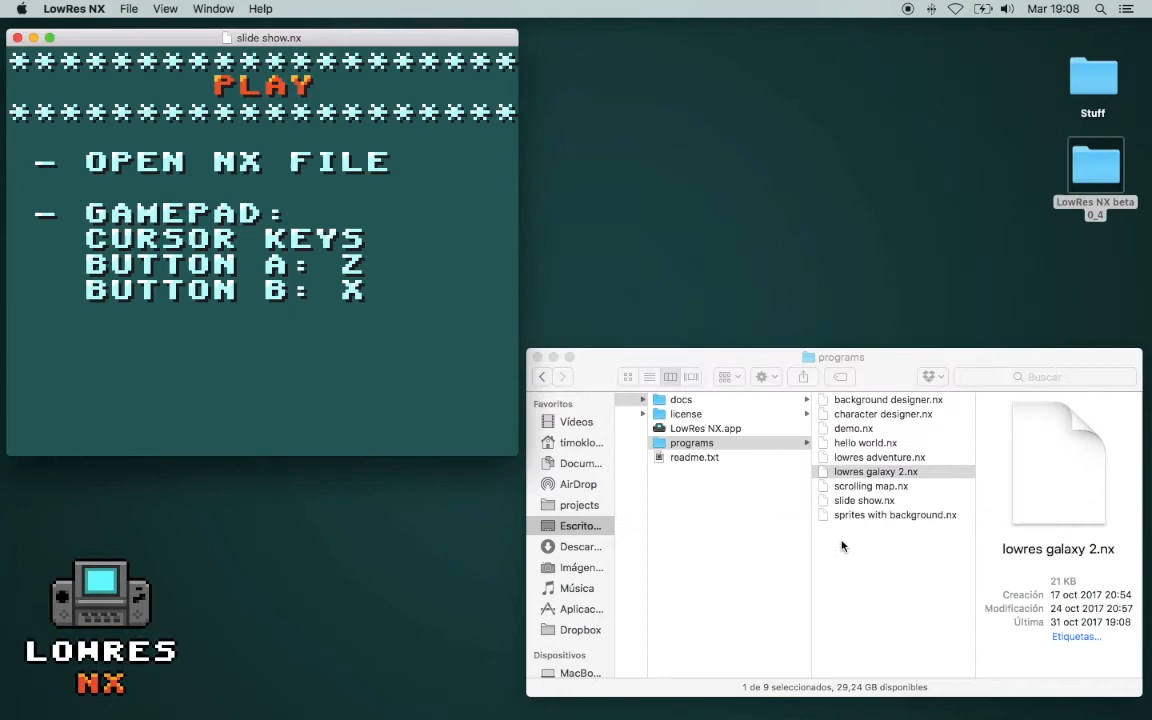 LowRes NX File View Window Help Mar 19:08
slide show.nx
************************
PLAY
************************
- OPEN NX FILE
- GAMEPAD:
CURSOR KEYS
BUTTON A: Z
BUTTON B: X
Stuff
LowRes NX beta
0_4
programs
Buscar
Favoritos
Vídeos
timoklo...
Docum...
AirDrop
projects
Escrito...
Descar...
Imágen...
Música
Aplicac...
Dropbox
Dispositivos
MacBo...
docs
license
LowRes NX.app
programs
readme.txt
background designer.nx
character designer.nx
demo.nx
hello world.nx
lowres adventure.nx
lowres galaxy 2.nx
scrolling map.nx
slide show.nx
sprites with background.nx
lowres galaxy 2.nx
21 KB
Creación 17 oct 2017 20:54
Modificación 24 oct 2017 20:57
Última 31 oct 2017 19:08
Etiquetas...
1 de 9 seleccionados, 29,24 GB disponibles
LOWRES
NX